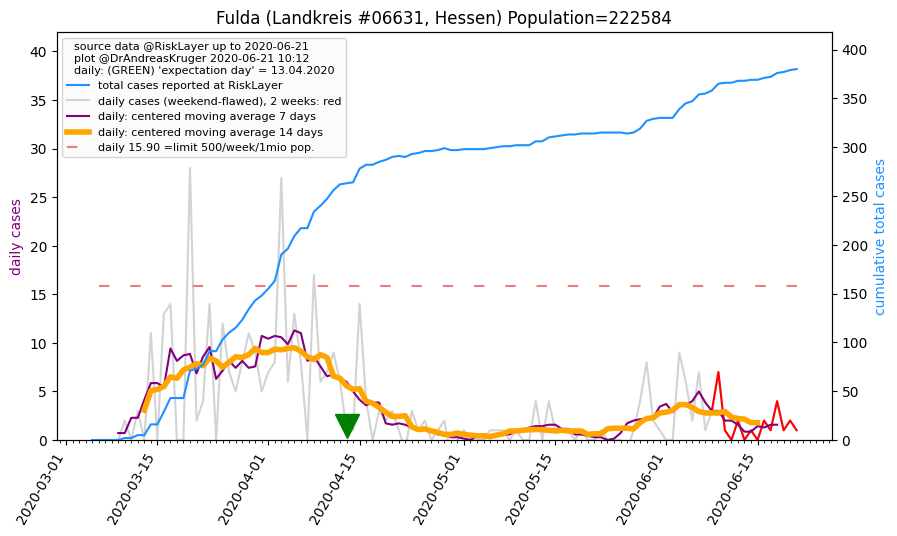 Fulda (Landkreis #06631, Hessen) Population=222584
source data @RiskLayer up to 2020-06-21
plot @DrAndreasKruger 2020-06-21 10:12
daily: (GREEN) 'expectation day' = 13.04.2020
total cases reported at RiskLayer
daily cases (weekend-flawed), 2 weeks: red
daily: centered moving average 7 days
daily: centered moving average 14 days
daily 15.90 =limit 500/week/1mio pop.
daily cases
40
35
30
25
20
15
10
5
0
cumulative total cases
400
350
300
250
200
150
100
50
0
2020-03-01
2020-03-15
2020-04-01
2020-04-15
2020-05-01
2020-05-15
2020-06-01
2020-06-15